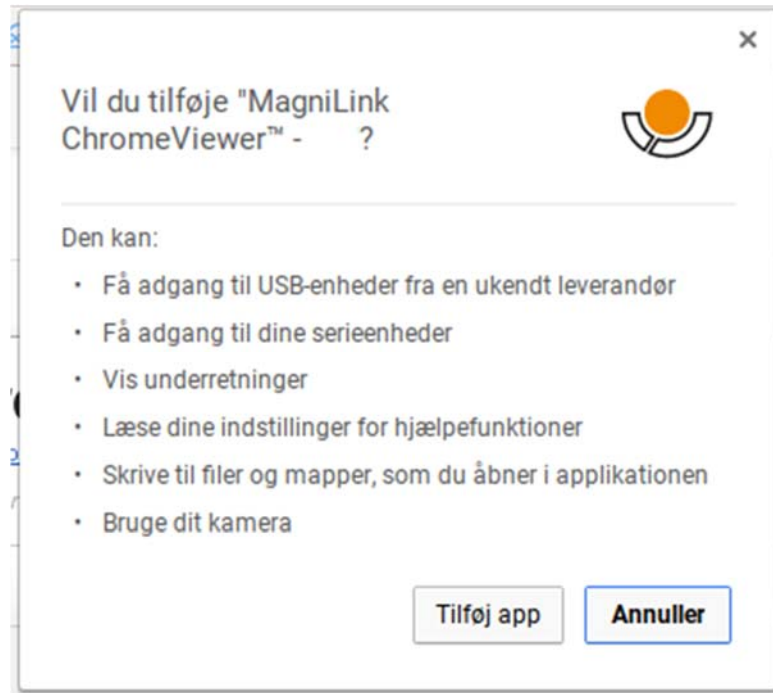 Vil du tilføje "MagniLink
ChromeViewer™ - ?
Den kan:
• Få adgang til USB-enheder fra en ukendt leverandør
• Få adgang til dine serieenheder
• Vis underretninger
• Læse dine indstillinger for hjælpefunktioner
• Skrive til filer og mapper, som du åbner i applikationen
• Bruge dit kamera
Tilføj app Annuller